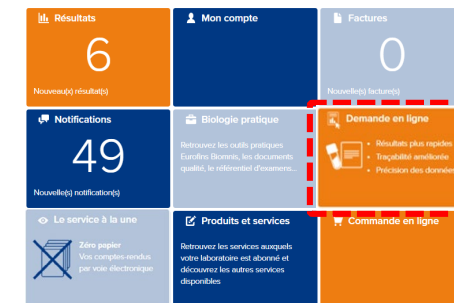 Résultats
6
Nouveau(x) résultat(s)
Mon compte
Factures
0
Nouvelle(s) facture(s)
Notifications
49
Nouvelle(s) notification(s)
Biologie pratique
Retrouvez les outils pratiques
Eurofins Biomnis, les documents
qualité, le référentiel d'examens...
Demande en ligne
• Résultats plus rapides
• Traçabilité améliorée
• Précision des données
Le service à la une
Zéro papier
Vos comptes-rendus
par voie électronique
Produits et services
Retrouvez les services auxquels
votre laboratoire est abonné et
découvrez les autres services
disponibles
Commande en ligne